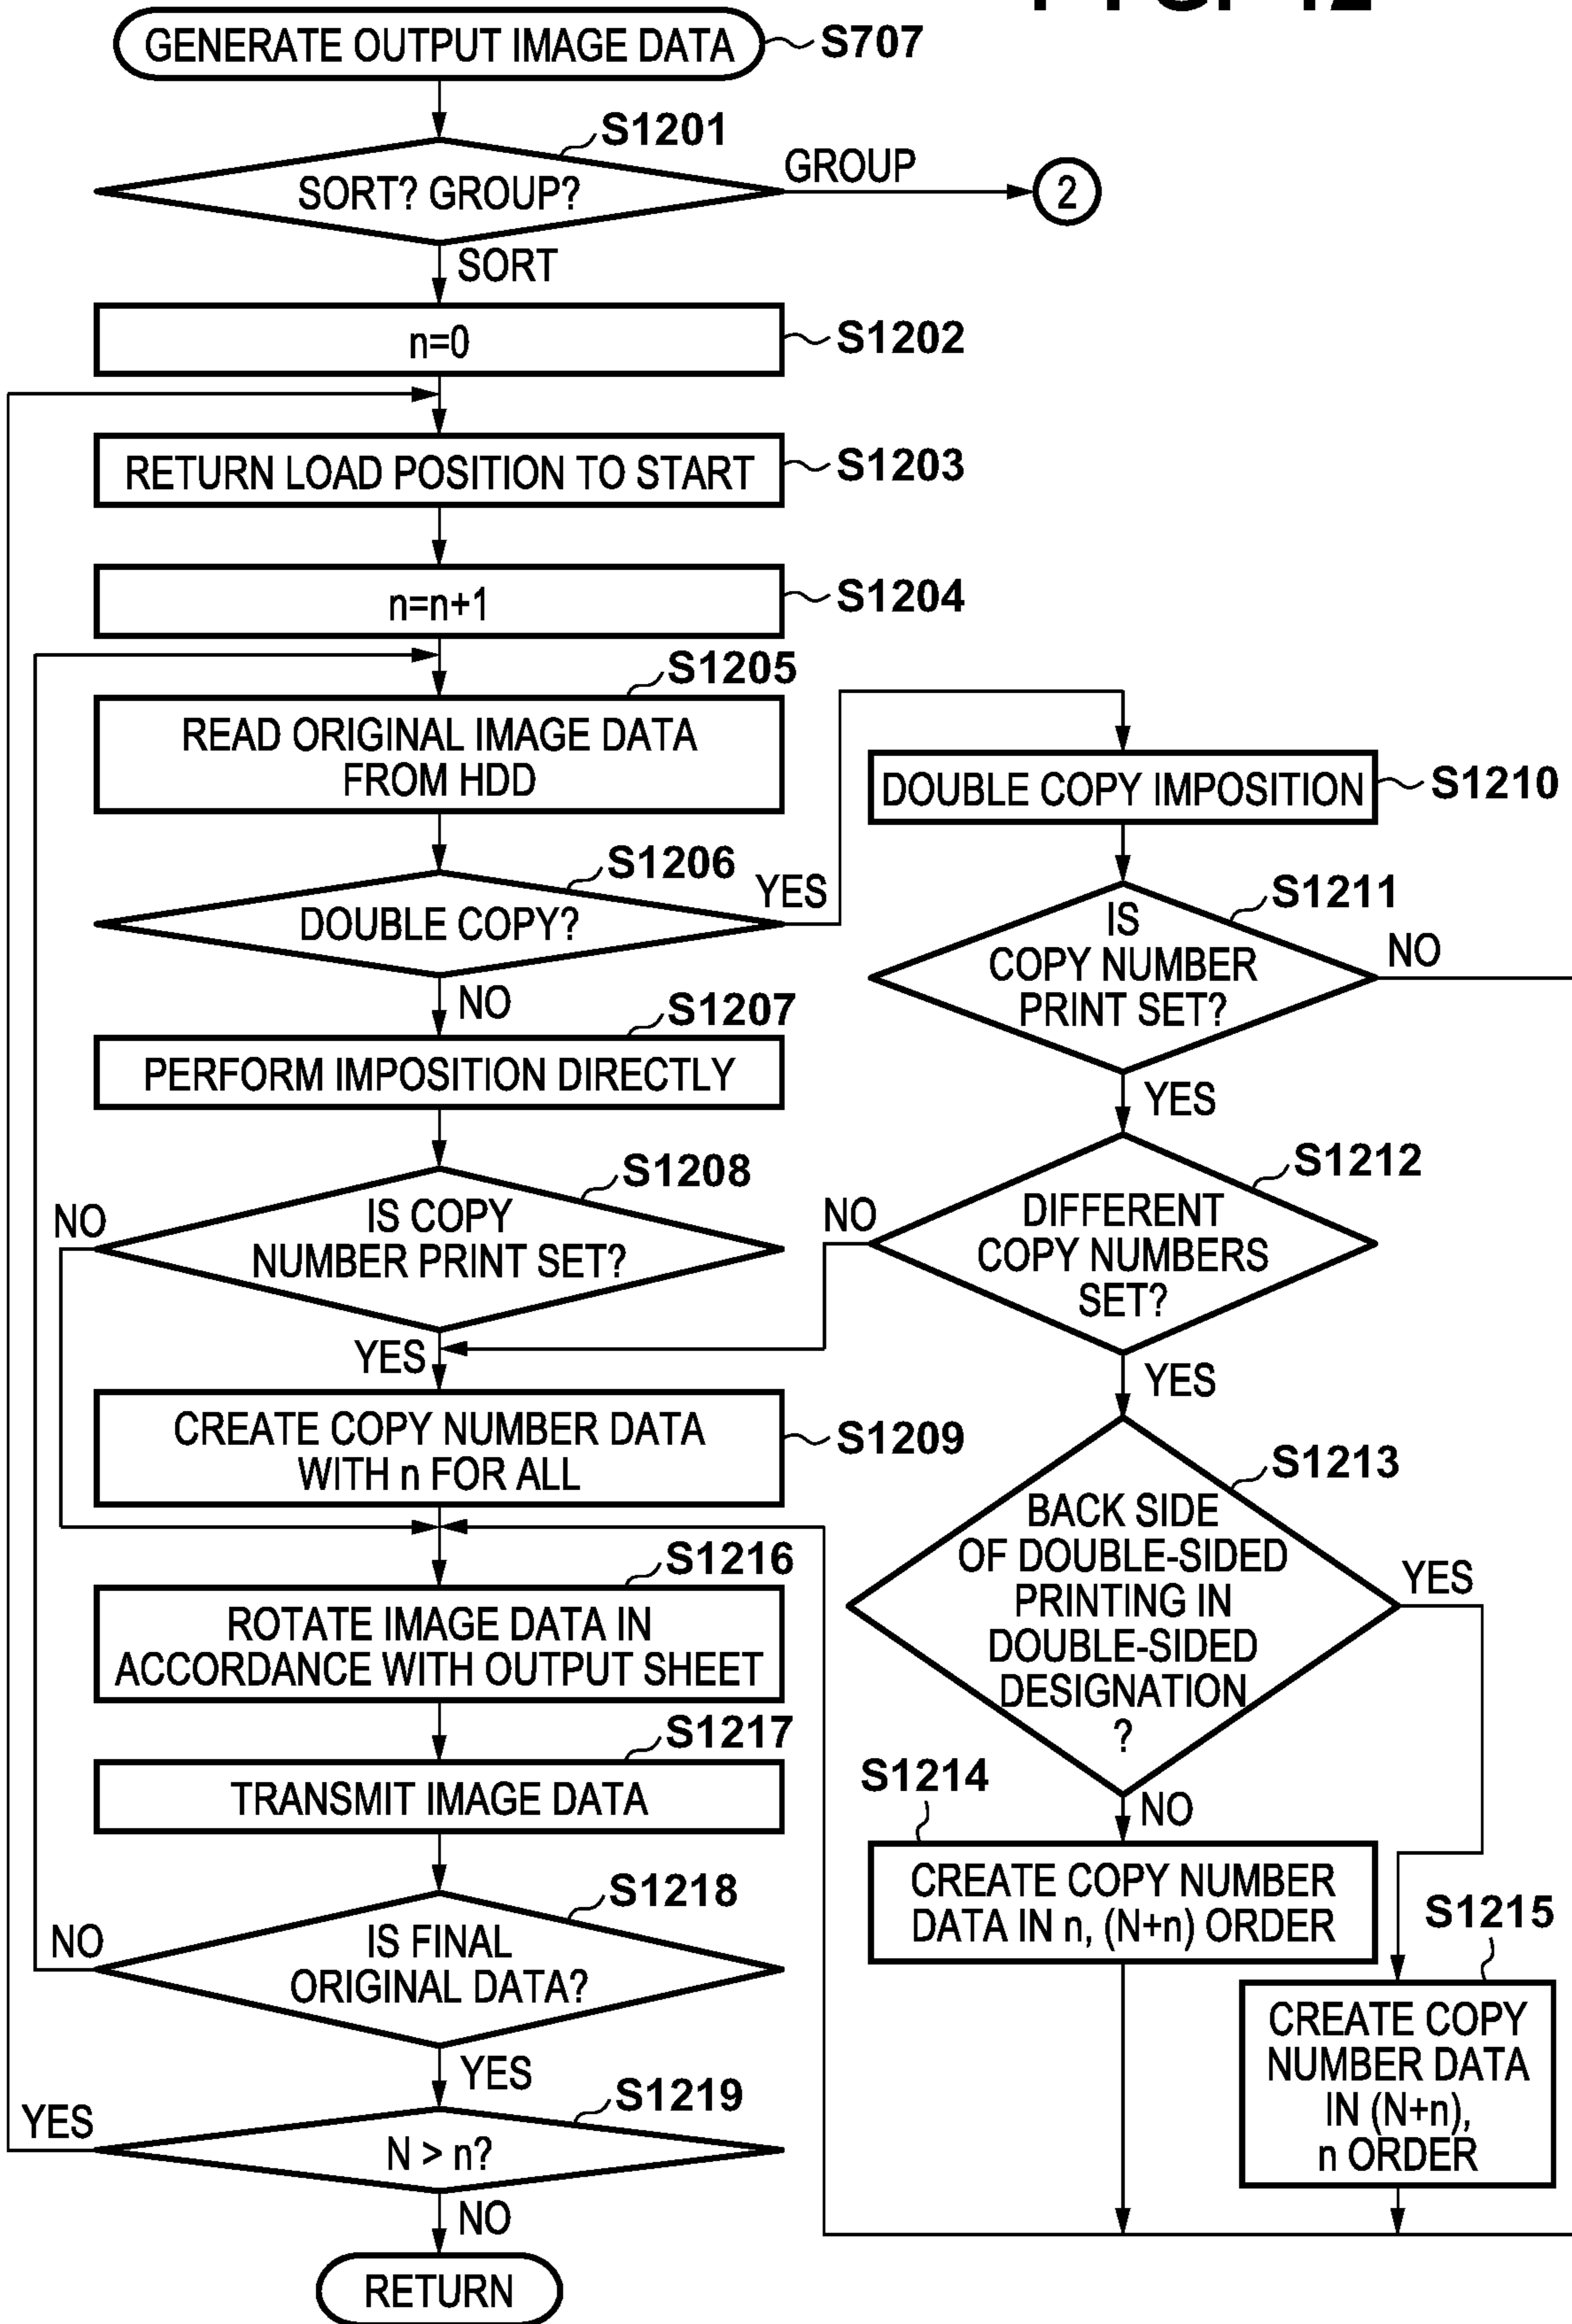 GENERATE OUTPUT IMAGE DATA
S707
S1201
SORT? GROUP?
GROUP
2
SORT
n=0
S1202
RETURN LOAD POSITION TO START
S1203
n=n+1
S1204
S1205
READ ORIGINAL IMAGE DATA
FROM HDD
S1206
DOUBLE COPY?
YES
NO
S1207
PERFORM IMPOSITION DIRECTLY
S1208
NO
IS COPY
NUMBER PRINT SET?
YES
CREATE COPY NUMBER DATA
WITH n FOR ALL
S1209
S1216
ROTATE IMAGE DATA IN
ACCORDANCE WITH OUTPUT SHEET
S1217
TRANSMIT IMAGE DATA
S1218
NO
IS FINAL
ORIGINAL DATA?
YES
S1219
YES
N > n?
NO
RETURN
DOUBLE COPY IMPOSITION
S1210
S1211
IS
COPY NUMBER
PRINT SET?
NO
YES
S1212
NO
DIFFERENT
COPY NUMBERS
SET?
YES
S1213
BACK SIDE
OF DOUBLE-SIDED
PRINTING IN
DOUBLE-SIDED
DESIGNATION
?
YES
NO
S1214
CREATE COPY NUMBER
DATA IN n, (N+n) ORDER
S1215
CREATE COPY
NUMBER DATA
IN (N+n),
n ORDER